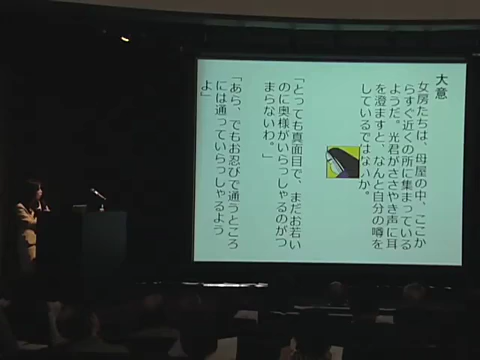 大意
女房たちは、母屋の中、ここか
らすぐ近くの所に集まっている
ようだ。光君がささやき声に耳
を澄ますと、なんと自分の噂を
しているではないか。
「とっても真面目で、まだお若い
のに奥様がいらっしゃるのがつ
まらないわ。」
「あら、でもお忍びで通うところ
には通っていらっしゃるよう
よ」